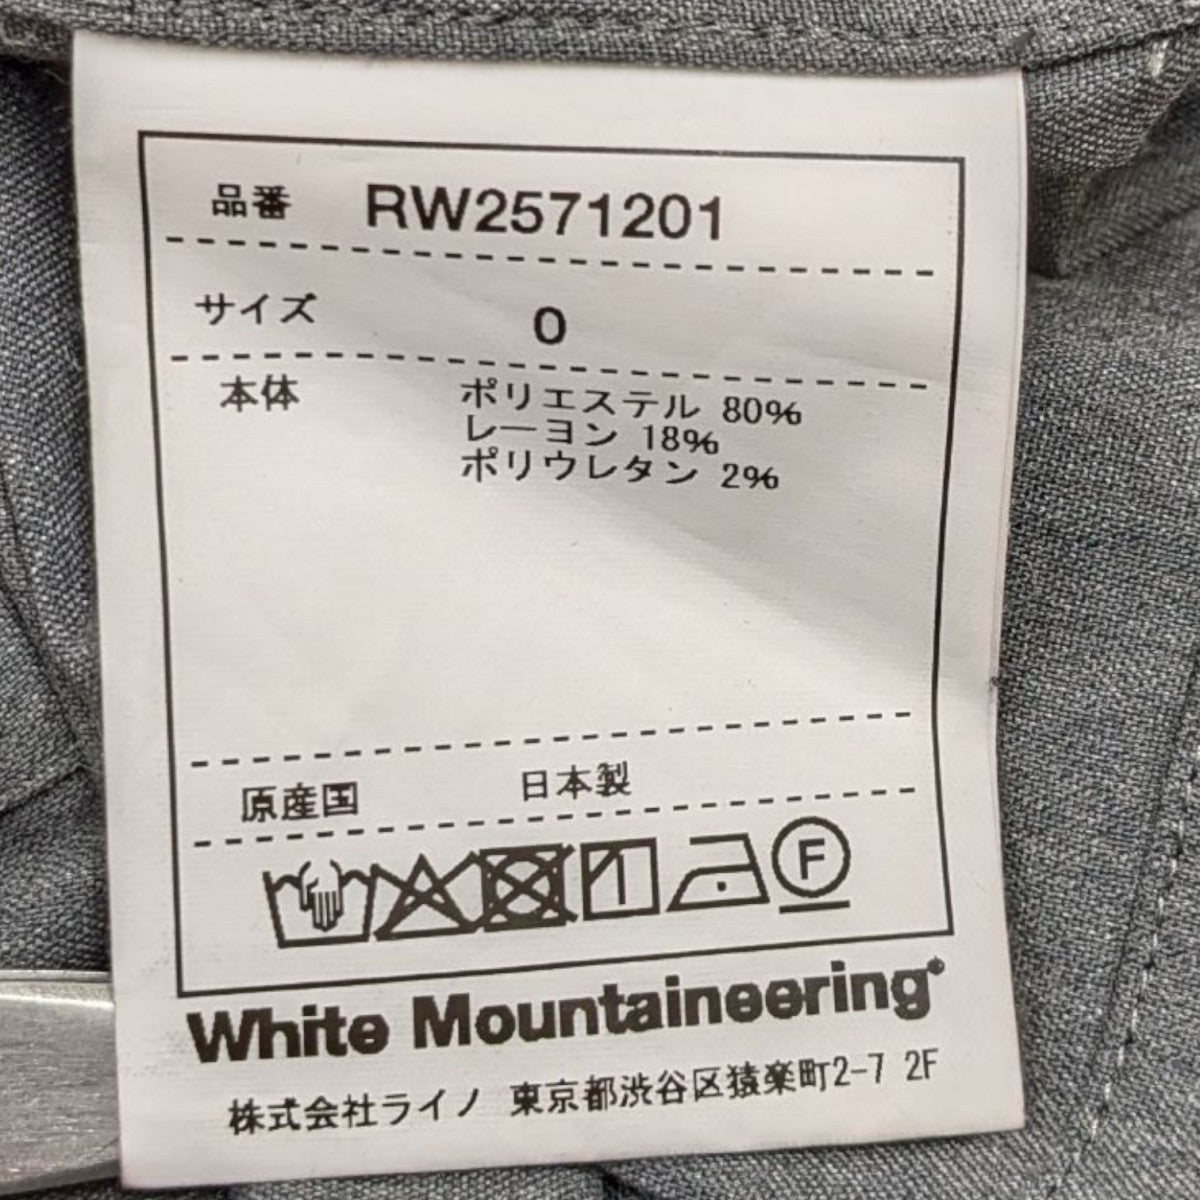 品番 RW2571201
サイズ 0
本体 ポリエステル 80%
レーヨン 18%
ポリウレタン 2%
原産国 日本製
F
White Mountaineering®
株式会社ライノ 東京都渋谷区猿楽町2-7 2F